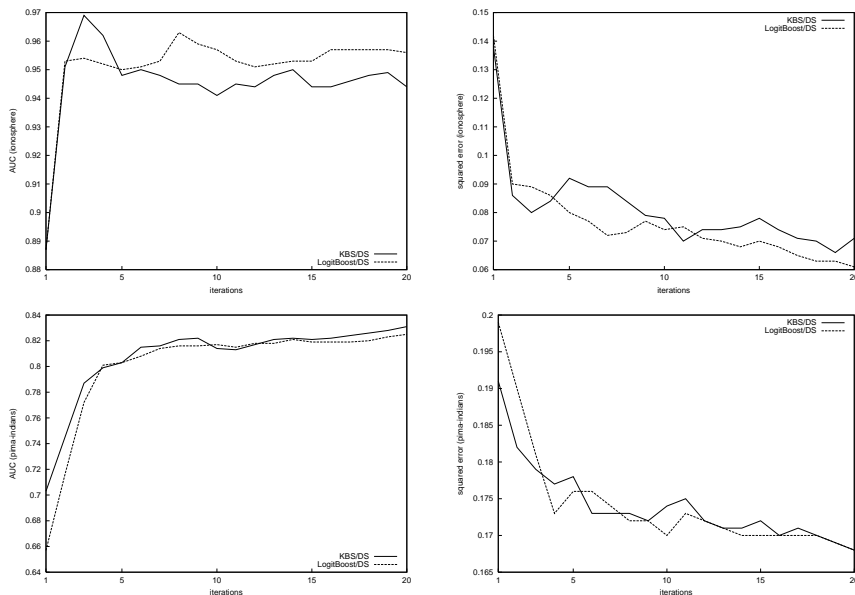 0.97
0.96
0.95
0.94
0.93
0.92
0.91
0.9
0.89
0.88
AUC (ionosphere)
KBS/DS
LogitBoost/DS
1 5 10 15 20
iterations
0.15
0.14
0.13
0.12
0.11
0.1
0.09
0.08
0.07
0.06
squared error (ionosphere)
KBS/DS
LogitBoost/DS
1 5 10 15 20
iterations
0.84
0.82
0.8
0.78
0.76
0.74
0.72
0.7
0.68
0.66
0.64
AUC (pima-indians)
KBS/DS
LogitBoost/DS
1 5 10 15 20
iterations
0.2
0.195
0.19
0.185
0.18
0.175
0.17
0.165
squared error (pima-indians)
KBS/DS
LogitBoost/DS
1 5 10 15 20
iterations